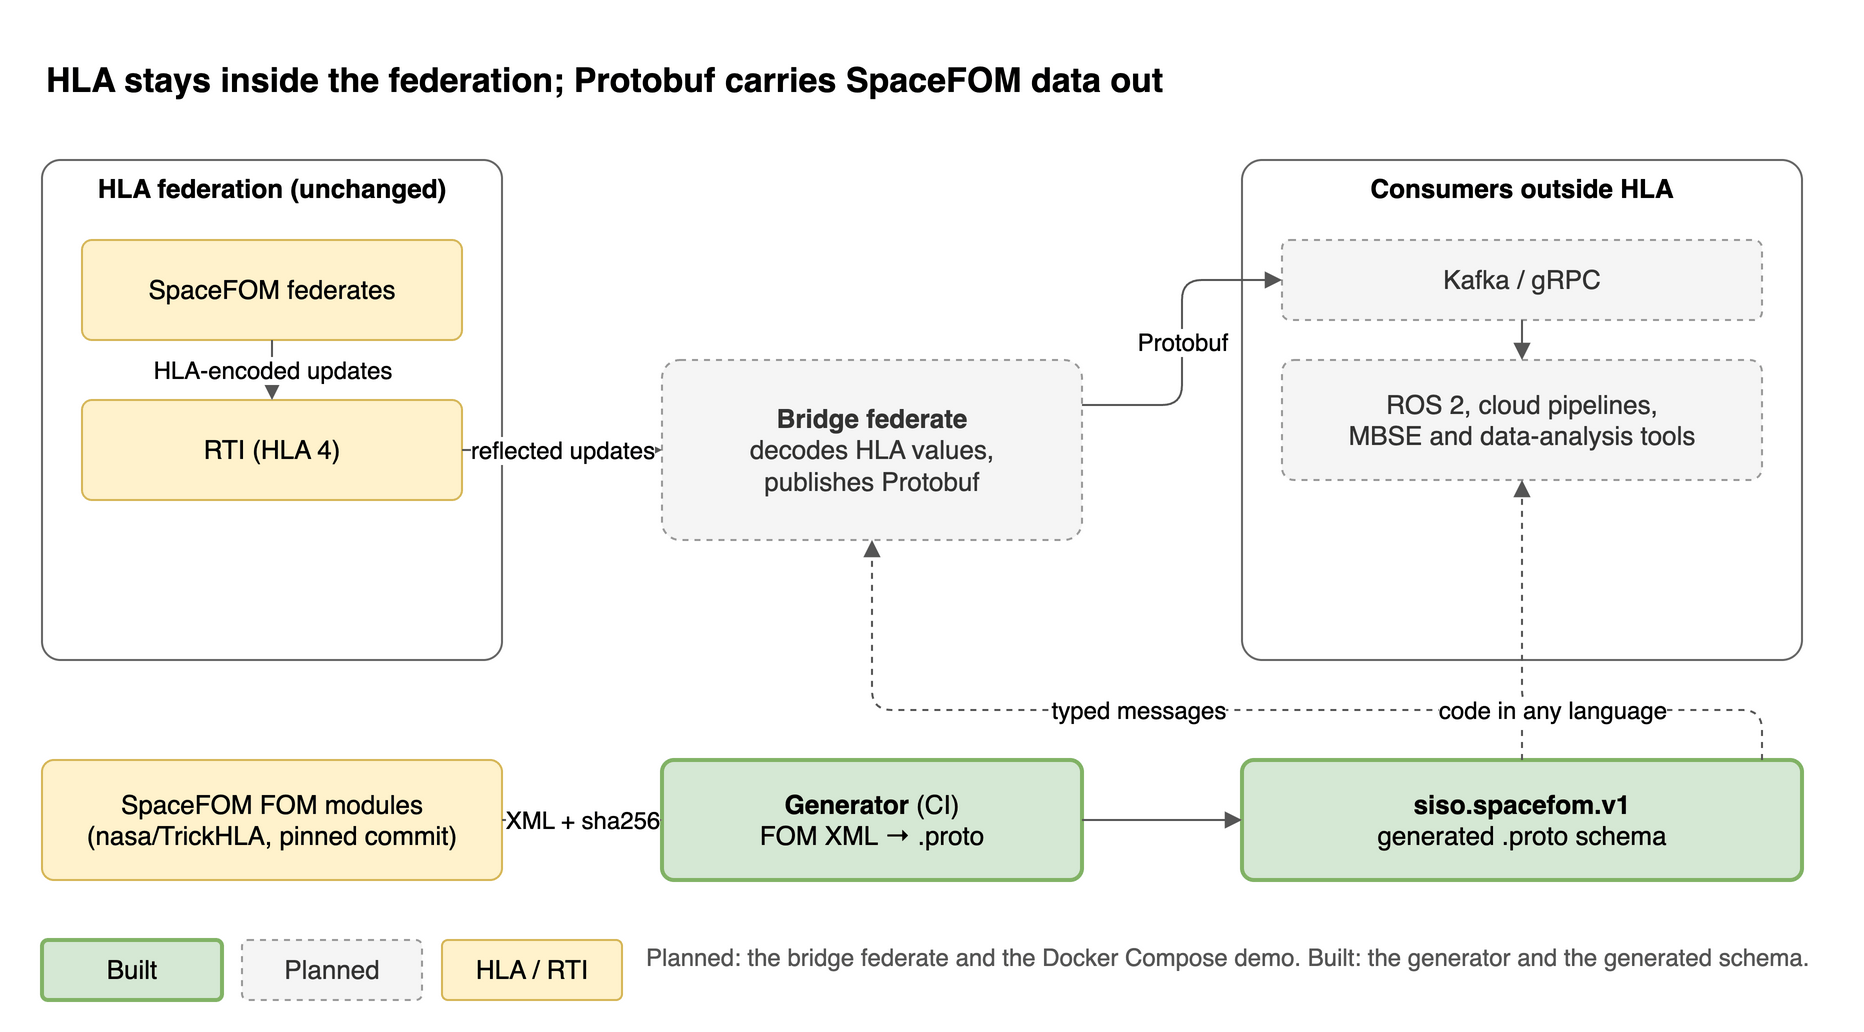 HLA stays inside the federation; Protobuf carries SpaceFOM data out
HLA federation (unchanged)
SpaceFOM federates
HLA-encoded updates
RTI (HLA 4)
reflected updates
Bridge federate
decodes HLA values,
publishes Protobuf
Protobuf
Consumers outside HLA
Kafka / gRPC
ROS 2, cloud pipelines,
MBSE and data-analysis tools
typed messages
code in any language
SpaceFOM FOM modules
(nasa/TrickHLA, pinned commit)
XML + sha256
Generator (CI)
FOM XML → .proto
siso.spacefom.v1
generated .proto schema
Built
Planned
HLA / RTI
Planned: the bridge federate and the Docker Compose demo. Built: the generator and the generated schema.